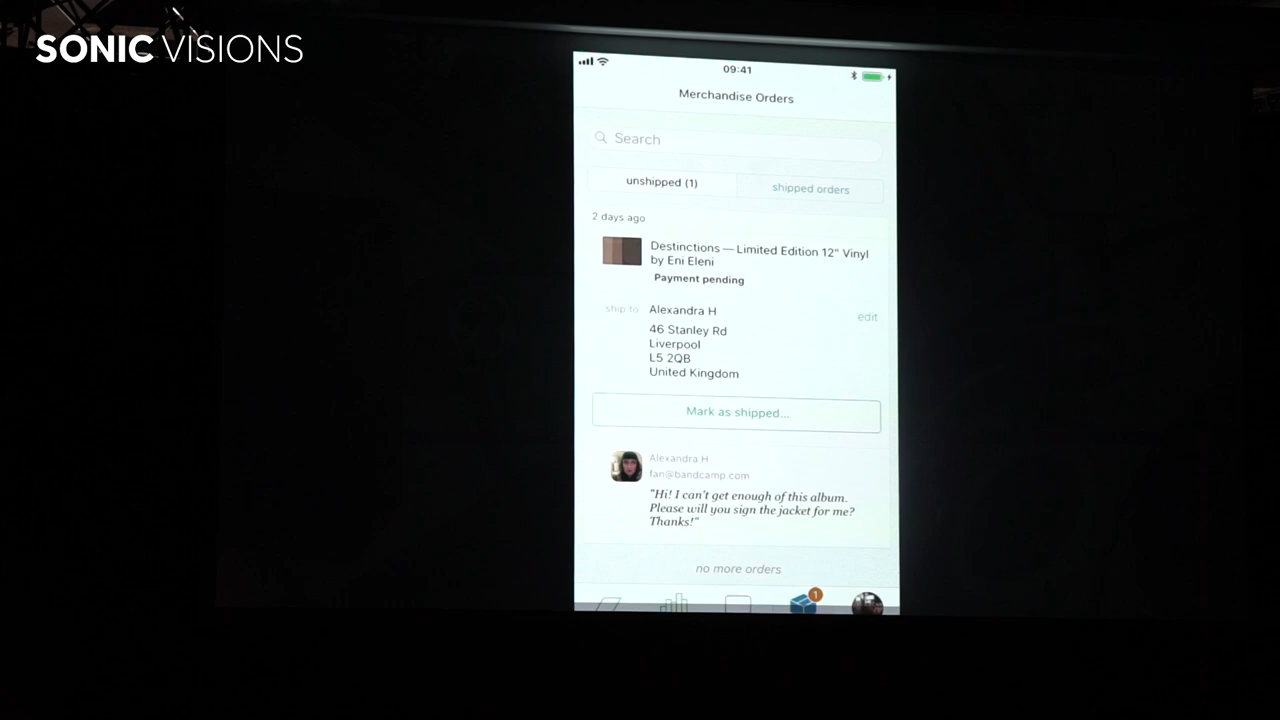 SONIC VISIONS
09:41
Merchandise Orders
Search
unshipped (1)
shipped orders
2 days ago
Destinctions — Limited Edition 12" Vinyl
by Eni Eleni
Payment pending
ship to
Alexandra H
edit
46 Stanley Rd
Liverpool
L5 2QB
United Kingdom
Mark as shipped...
Alexandra H
fan@bandcamp.com
"Hi! I can't get enough of this album.
Please will you sign the jacket for me?
Thanks!"
no more orders
1